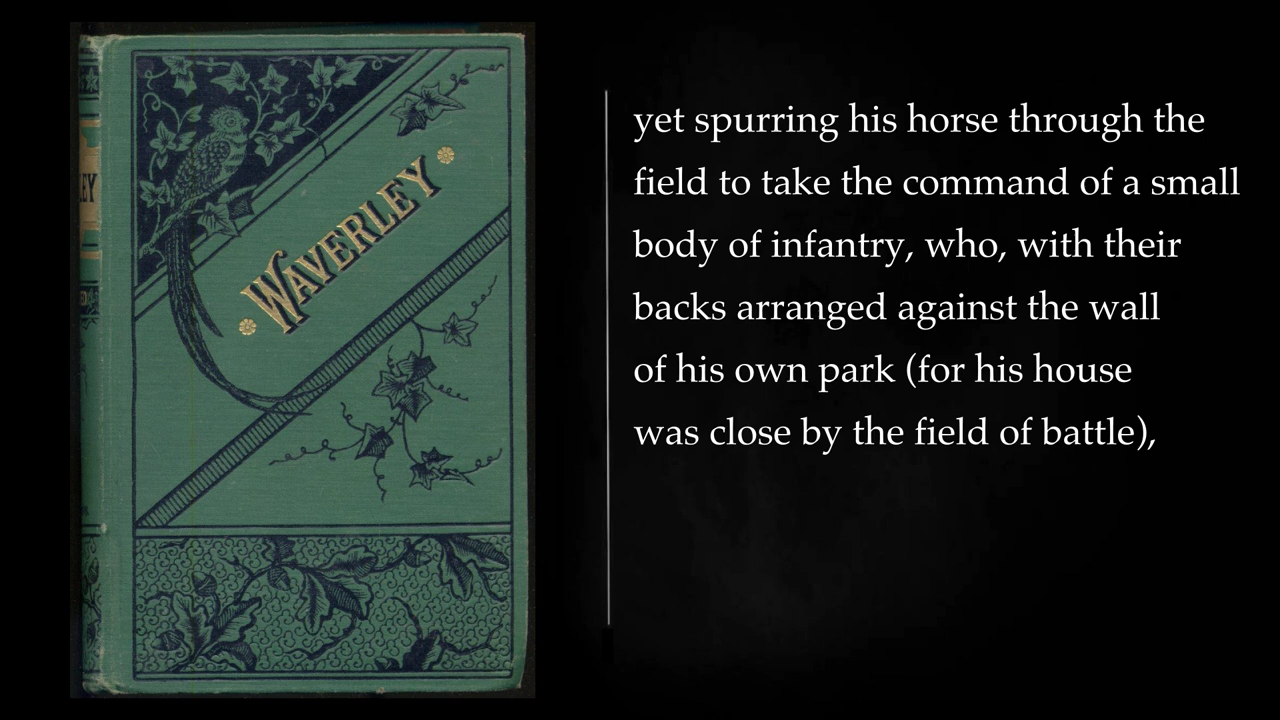 WAVERLEY
EY
yet spurring his horse through the
field to take the command of a small
body of infantry, who, with their
backs arranged against the wall
of his own park (for his house
was close by the field of battle),